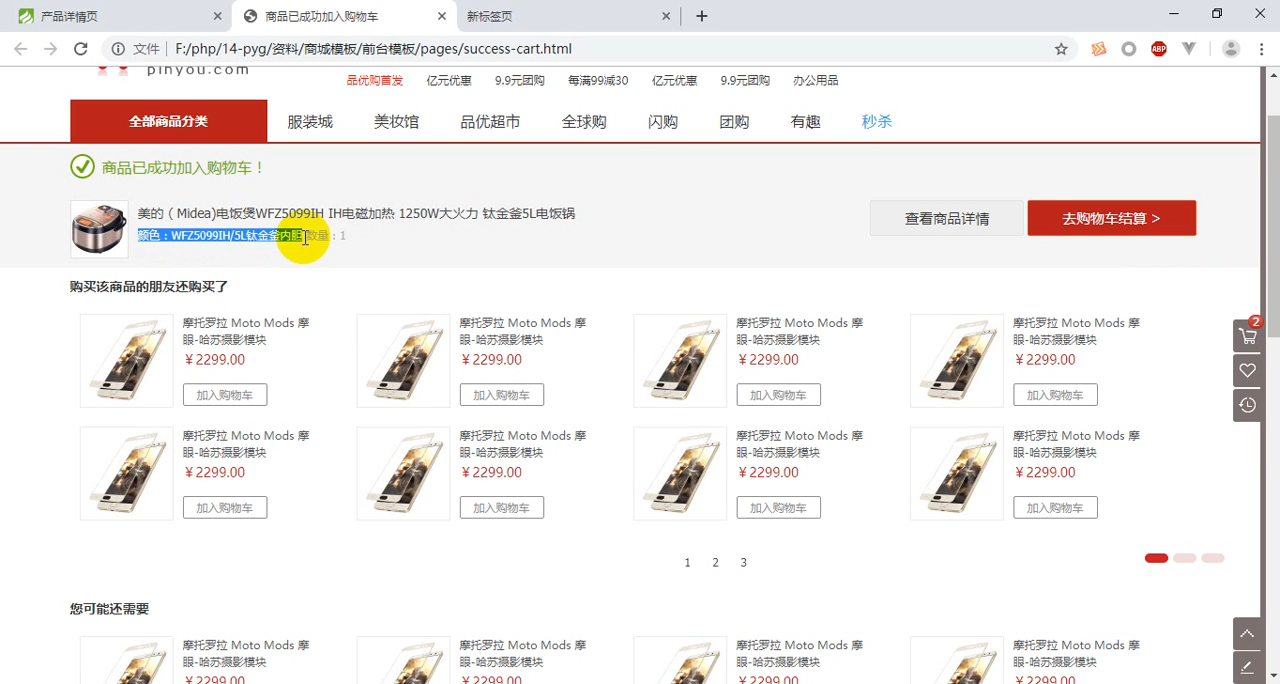 产品详情页
商品已成功加入购物车
新标签页
文件 F:/php/14-pyg/资料/商城模板/前台模板/pages/success-cart.html
ABP
pinyou.com
品优购首发 亿元优惠 9.9元团购 每满99减30 亿元优惠 9.9元团购 办公用品
全部商品分类 服装城 美妆馆 品优超市 全球购 闪购 团购 有趣 秒杀
商品已成功加入购物车！
美的（Midea)电饭煲WFZ5099IH IH电磁加热 1250W大火力 钛金釜5L电饭锅
颜色：WFZ5099IH/5L钛金釜内胆 数量：1
查看商品详情 去购物车结算 >
购买该商品的朋友还购买了
2
摩托罗拉 Moto Mods 摩
眼-哈苏摄影模块
￥2299.00
加入购物车
摩托罗拉 Moto Mods 摩
眼-哈苏摄影模块
￥2299.00
加入购物车
摩托罗拉 Moto Mods 摩
眼-哈苏摄影模块
￥2299.00
加入购物车
摩托罗拉 Moto Mods 摩
眼-哈苏摄影模块
￥2299.00
加入购物车
摩托罗拉 Moto Mods 摩
眼-哈苏摄影模块
￥2299.00
加入购物车
摩托罗拉 Moto Mods 摩
眼-哈苏摄影模块
￥2299.00
加入购物车
摩托罗拉 Moto Mods 摩
眼-哈苏摄影模块
￥2299.00
加入购物车
摩托罗拉 Moto Mods 摩
眼-哈苏摄影模块
￥2299.00
加入购物车
1 2 3
您可能还需要
摩托罗拉 Moto Mods 摩
眼-哈苏摄影模块
￥2299.00
摩托罗拉 Moto Mods 摩
眼-哈苏摄影模块
￥2299.00
摩托罗拉 Moto Mods 摩
眼-哈苏摄影模块
￥2299.00
摩托罗拉 Moto Mods 摩
眼-哈苏摄影模块
￥2299.00